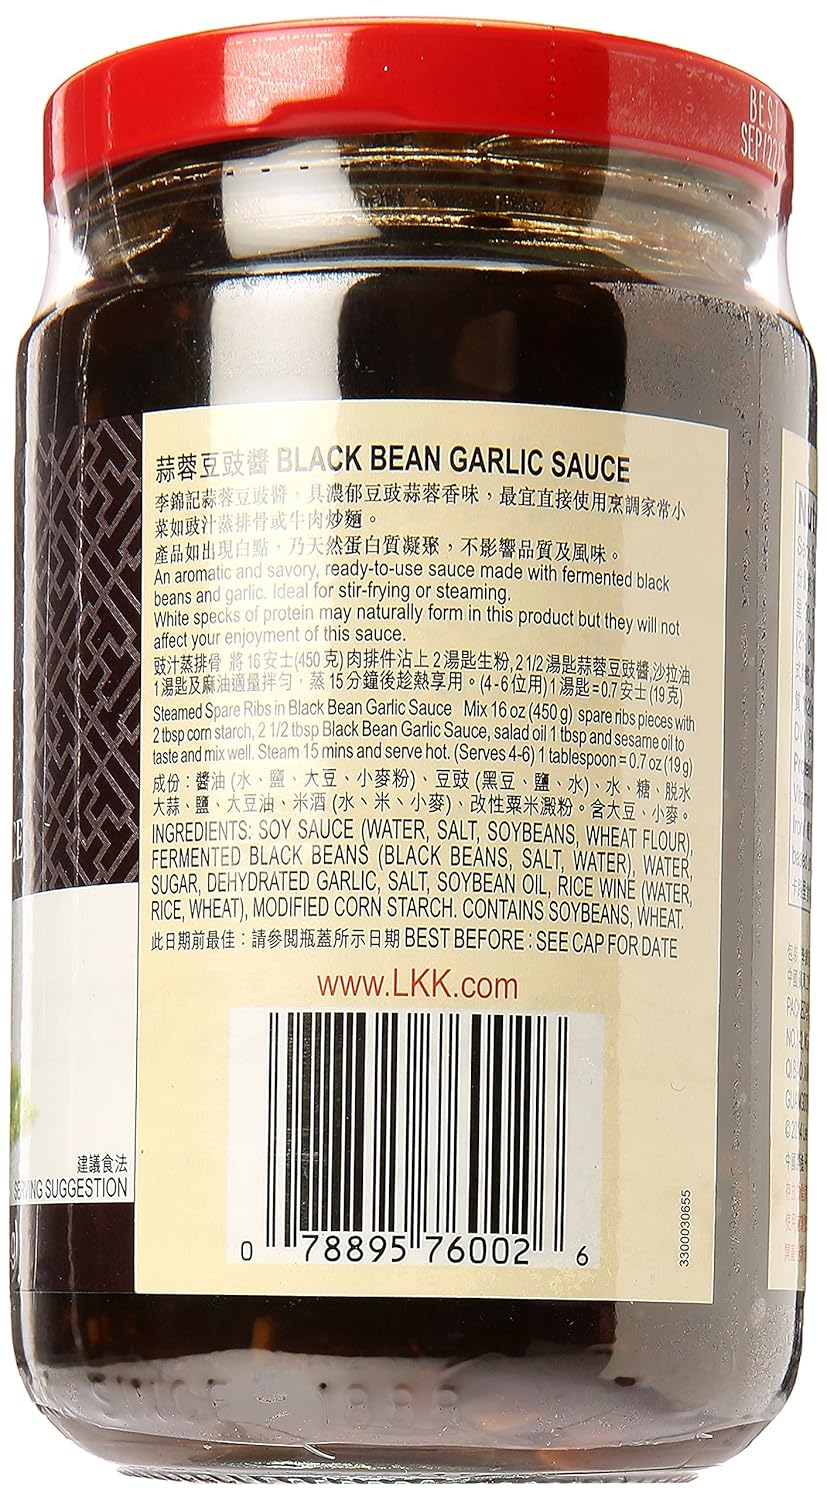 BEST
SEP/22/
蒜蓉豆豉醬 BLACK BEAN GARLIC SAUCE
李錦記蒜蓉豆豉醬，具濃郁豆豉蒜蓉香味，最宜直接使用烹調家常小
菜如豉汁蒸排骨或牛肉炒麵。
產品如出現白點，乃天然蛋白質凝聚，不影響品質及風味。
An aromatic and savory, ready-to-use sauce made with fermented black
beans and garlic. Ideal for stir-frying or steaming.
White specks of protein may naturally form in this product but they will not
affect your enjoyment of this sauce.
豉汁蒸排骨 將16安士(450克)肉排件沾上2湯匙生粉, 2 1/2湯匙蒜蓉豆豉醬,沙拉油
1湯匙及麻油適量拌勻，蒸15分鐘後趁熱享用。(4-6位用) 1湯匙=0.7安士(19克)
Steamed Spare Ribs in Black Bean Garlic Sauce Mix 16 oz (450 g) spare ribs pieces with
2 tbsp corn starch, 2 1/2 tbsp Black Bean Garlic Sauce, salad oil 1 tbsp and sesame oil to
taste and mix well. Steam 15 mins and serve hot. (Serves 4-6) 1 tablespoon = 0.7 oz (19 g)
成份：醬油 (水、鹽、大豆、小麥粉)、豆豉 (黑豆、鹽、水)、水、糖、脫水
大蒜、鹽、大豆油、米酒 (水、米、小麥)、改性粟米澱粉。含大豆、小麥。
INGREDIENTS: SOY SAUCE (WATER, SALT, SOYBEANS, WHEAT FLOUR),
FERMENTED BLACK BEANS (BLACK BEANS, SALT, WATER), WATER,
SUGAR, DEHYDRATED GARLIC, SALT, SOYBEAN OIL, RICE WINE (WATER,
RICE, WHEAT), MODIFIED CORN STARCH. CONTAINS SOYBEANS, WHEAT.
此日期前最佳：請參閱瓶蓋所示日期 BEST BEFORE : SEE CAP FOR DATE
www.LKK.com
0 78895 76002 6
3300030655
建議食法
SERVING SUGGESTION
SINCE 1888